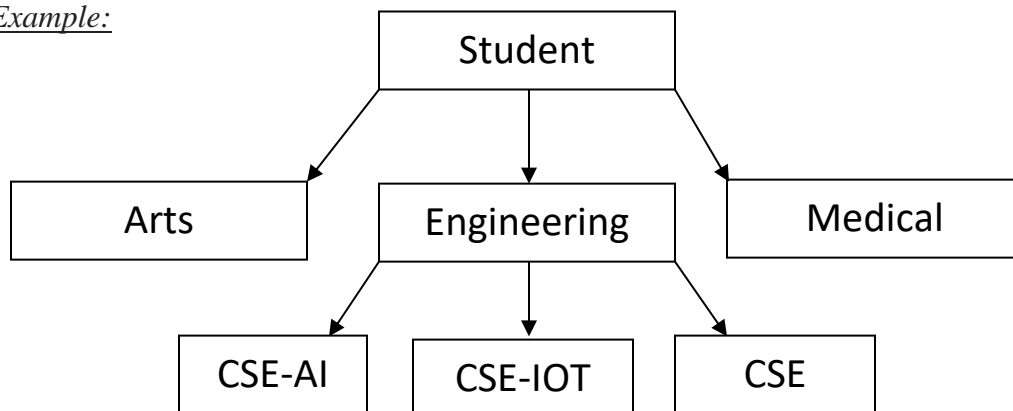 Example:
Student
Arts
Engineering
Medical
CSE-AI
CSE-IOT
CSE